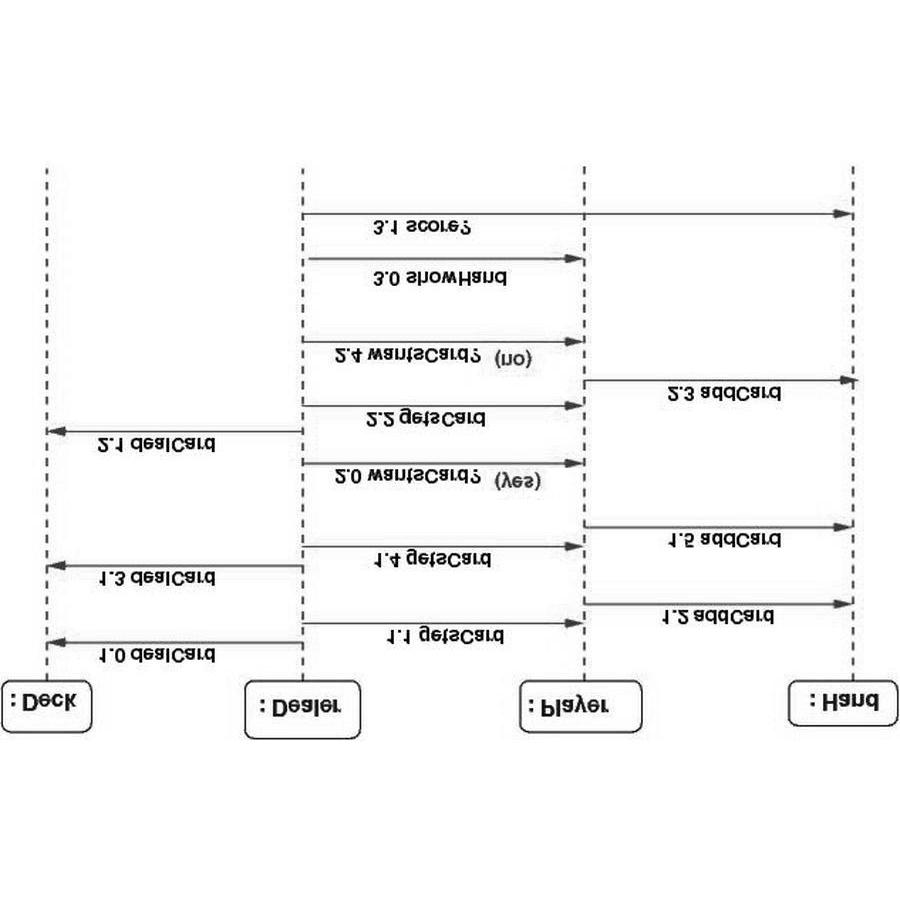 : Deck
: Dealer
: Player
: Hand
1.0 dealCard
1.1 getsCard
1.2 addCard
1.3 dealCard
1.4 getsCard
1.5 addCard
2.0 wantsCard? (yes)
2.1 dealCard
2.2 getsCard
2.3 addCard
2.4 wantsCard? (no)
3.0 showHand
3.1 score?